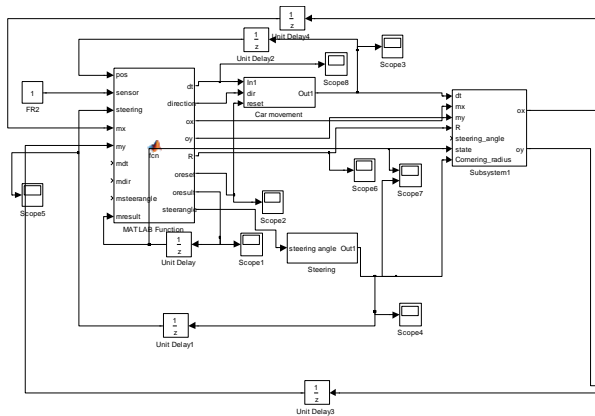 1
z
Unit Delay4
1
z
Unit Delay2
Scope8
Scope3
1
FR2
pos
sensor
steering
mx
my
mdt
mdir
msteerangle
mresult
fcn
dt
direction
ox
oy
R
oreset
oresult
steerangle
MATLAB Function
In1
dir
reset
Out1
Car movement
dt
mx
my
R
steering_angle
state
Cornering_radius
ox
oy
Subsystem1
Scope5
Scope6
Scope7
Scope2
1
z
Unit Delay
Scope1
steering angle Out1
Steering
1
z
Unit Delay1
Scope4
1
z
Unit Delay3